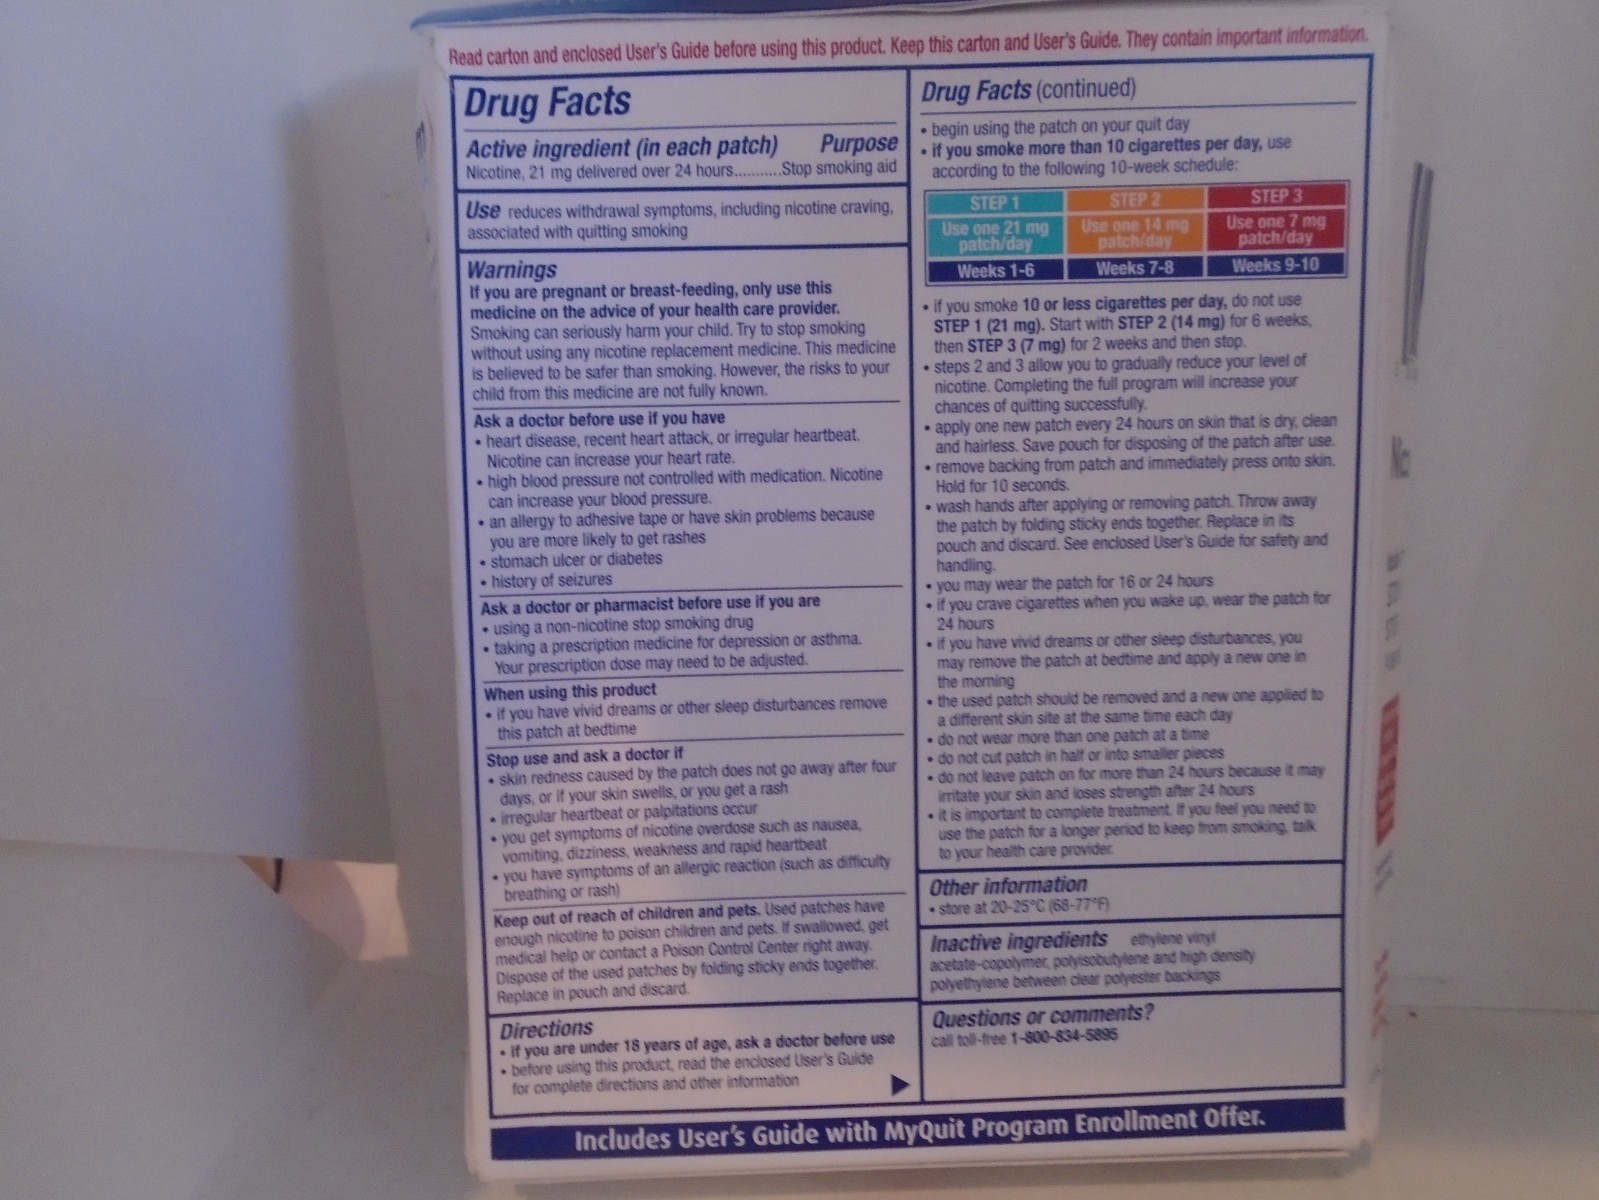 Read carton and enclosed User's Guide before using this product. Keep this carton and User's Guide. They contain important information.
Drug Facts
Active ingredient (in each patch) Purpose
Nicotine, 21 mg delivered over 24 hours...........Stop smoking aid
Use reduces withdrawal symptoms, including nicotine craving,
associated with quitting smoking
Warnings
If you are pregnant or breast-feeding, only use this
medicine on the advice of your health care provider.
Smoking can seriously harm your child. Try to stop smoking
without using any nicotine replacement medicine. This medicine
is believed to be safer than smoking. However, the risks to your
child from this medicine are not fully known.
Ask a doctor before use if you have
• heart disease, recent heart attack, or irregular heartbeat.
Nicotine can increase your heart rate.
• high blood pressure not controlled with medication. Nicotine
can increase your blood pressure.
• an allergy to adhesive tape or have skin problems because
you are more likely to get rashes
• stomach ulcer or diabetes
• history of seizures
Ask a doctor or pharmacist before use if you are
• using a non-nicotine stop smoking drug
• taking a prescription medicine for depression or asthma.
Your prescription dose may need to be adjusted.
When using this product
• if you have vivid dreams or other sleep disturbances remove
this patch at bedtime
Stop use and ask a doctor if
• skin redness caused by the patch does not go away after four
days, or if your skin swells, or you get a rash
• irregular heartbeat or palpitations occur
• you get symptoms of nicotine overdose such as nausea,
vomiting, dizziness, weakness and rapid heartbeat
• you have symptoms of an allergic reaction (such as difficulty
breathing or rash)
Keep out of reach of children and pets. Used patches have
enough nicotine to poison children and pets. If swallowed, get
medical help or contact a Poison Control Center right away.
Dispose of the used patches by folding sticky ends together.
Replace in pouch and discard.
Directions
• if you are under 18 years of age, ask a doctor before use
• before using this product, read the enclosed User's Guide
for complete directions and other information
Drug Facts (continued)
• begin using the patch on your quit day
• if you smoke more than 10 cigarettes per day, use
according to the following 10-week schedule:
STEP 1 STEP 2 STEP 3
Use one 21 mg Use one 14 mg Use one 7 mg
patch/day patch/day patch/day
Weeks 1-6 Weeks 7-8 Weeks 9-10
• if you smoke 10 or less cigarettes per day, do not use
STEP 1 (21 mg). Start with STEP 2 (14 mg) for 6 weeks,
then STEP 3 (7 mg) for 2 weeks and then stop.
• steps 2 and 3 allow you to gradually reduce your level of
nicotine. Completing the full program will increase your
chances of quitting successfully.
• apply one new patch every 24 hours on skin that is dry, clean
and hairless. Save pouch for disposing of the patch after use.
• remove backing from patch and immediately press onto skin.
Hold for 10 seconds.
• wash hands after applying or removing patch. Throw away
the patch by folding sticky ends together. Replace in its
pouch and discard. See enclosed User's Guide for safety and
handling.
• you may wear the patch for 16 or 24 hours
• if you crave cigarettes when you wake up, wear the patch for
24 hours
• if you have vivid dreams or other sleep disturbances, you
may remove the patch at bedtime and apply a new one in
the morning
• the used patch should be removed and a new one applied to
a different skin site at the same time each day
• do not wear more than one patch at a time
• do not cut patch in half or into smaller pieces
• do not leave patch on for more than 24 hours because it may
irritate your skin and loses strength after 24 hours
• it is important to complete treatment. If you feel you need to
use the patch for a longer period to keep from smoking, talk
to your health care provider.
Other information
• store at 20-25°C (68-77°F)
Inactive ingredients ethylene vinyl
acetate-copolymer, polyisobutylene and high density
polyethylene between clear polyester backings
Questions or comments?
call toll-free 1-800-834-5895
Includes User's Guide with MyQuit Program Enrollment Offer.